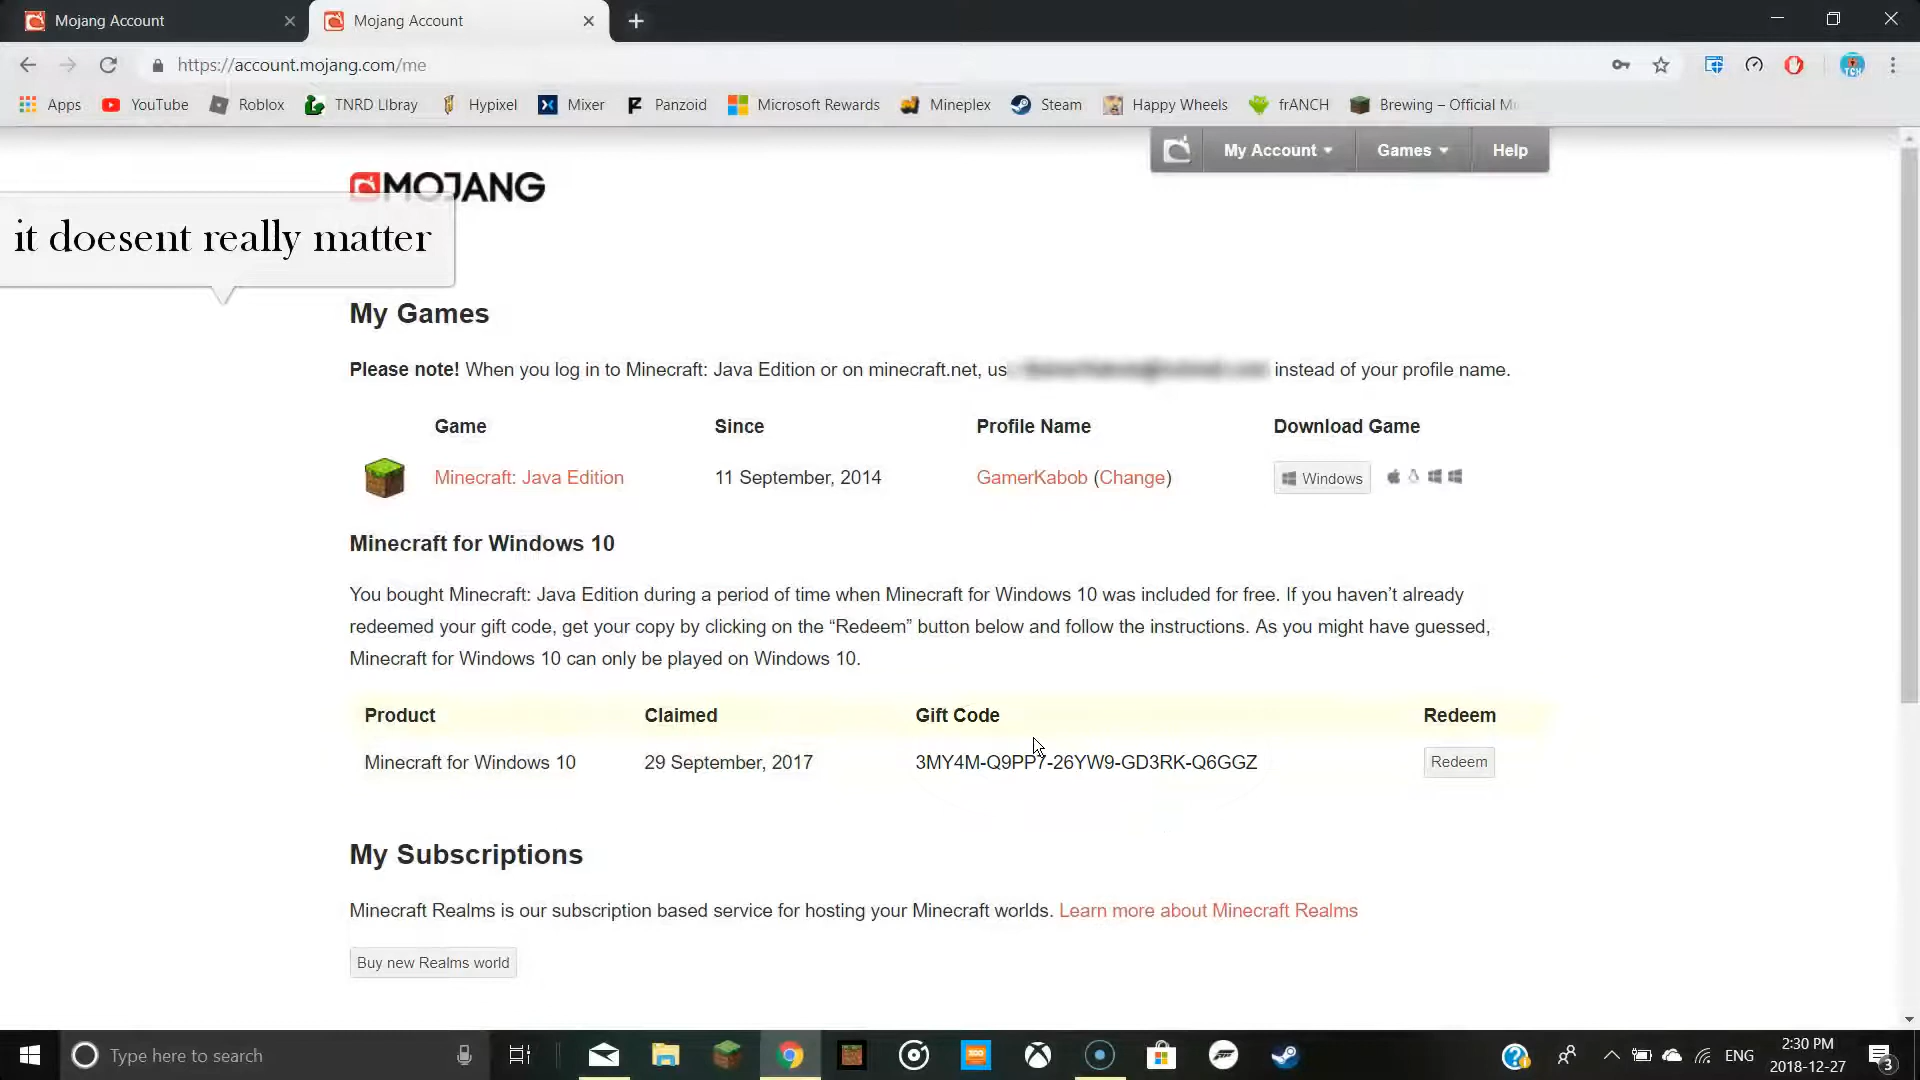 Mojang Account
Mojang Account
https://account.mojang.com/me
Apps YouTube Roblox TNRD LIbrary Hypixel Mixer Panzoid Microsoft Rewards Mineplex Steam Happy Wheels frANCH Brewing – Official
My Account Games Help
MOJANG
it doesent really matter
My Games
Please note! When you log in to Minecraft: Java Edition or on minecraft.net, us instead of your profile name.
Game Since Profile Name Download Game
Minecraft: Java Edition 11 September, 2014 GamerKabob (Change) Windows
Minecraft for Windows 10
You bought Minecraft: Java Edition during a period of time when Minecraft for Windows 10 was included for free. If you haven’t already
redeemed your gift code, get your copy by clicking on the “Redeem” button below and follow the instructions. As you might have guessed,
Minecraft for Windows 10 can only be played on Windows 10.
Product Claimed Gift Code Redeem
Minecraft for Windows 10 29 September, 2017 3MY4M-Q9PP7-26YW9-GD3RK-Q6GGZ Redeem
My Subscriptions
Minecraft Realms is our subscription based service for hosting your Minecraft worlds. Learn more about Minecraft Realms
Buy new Realms world
Type here to search
ENG
2:30 PM
2018-12-27
3